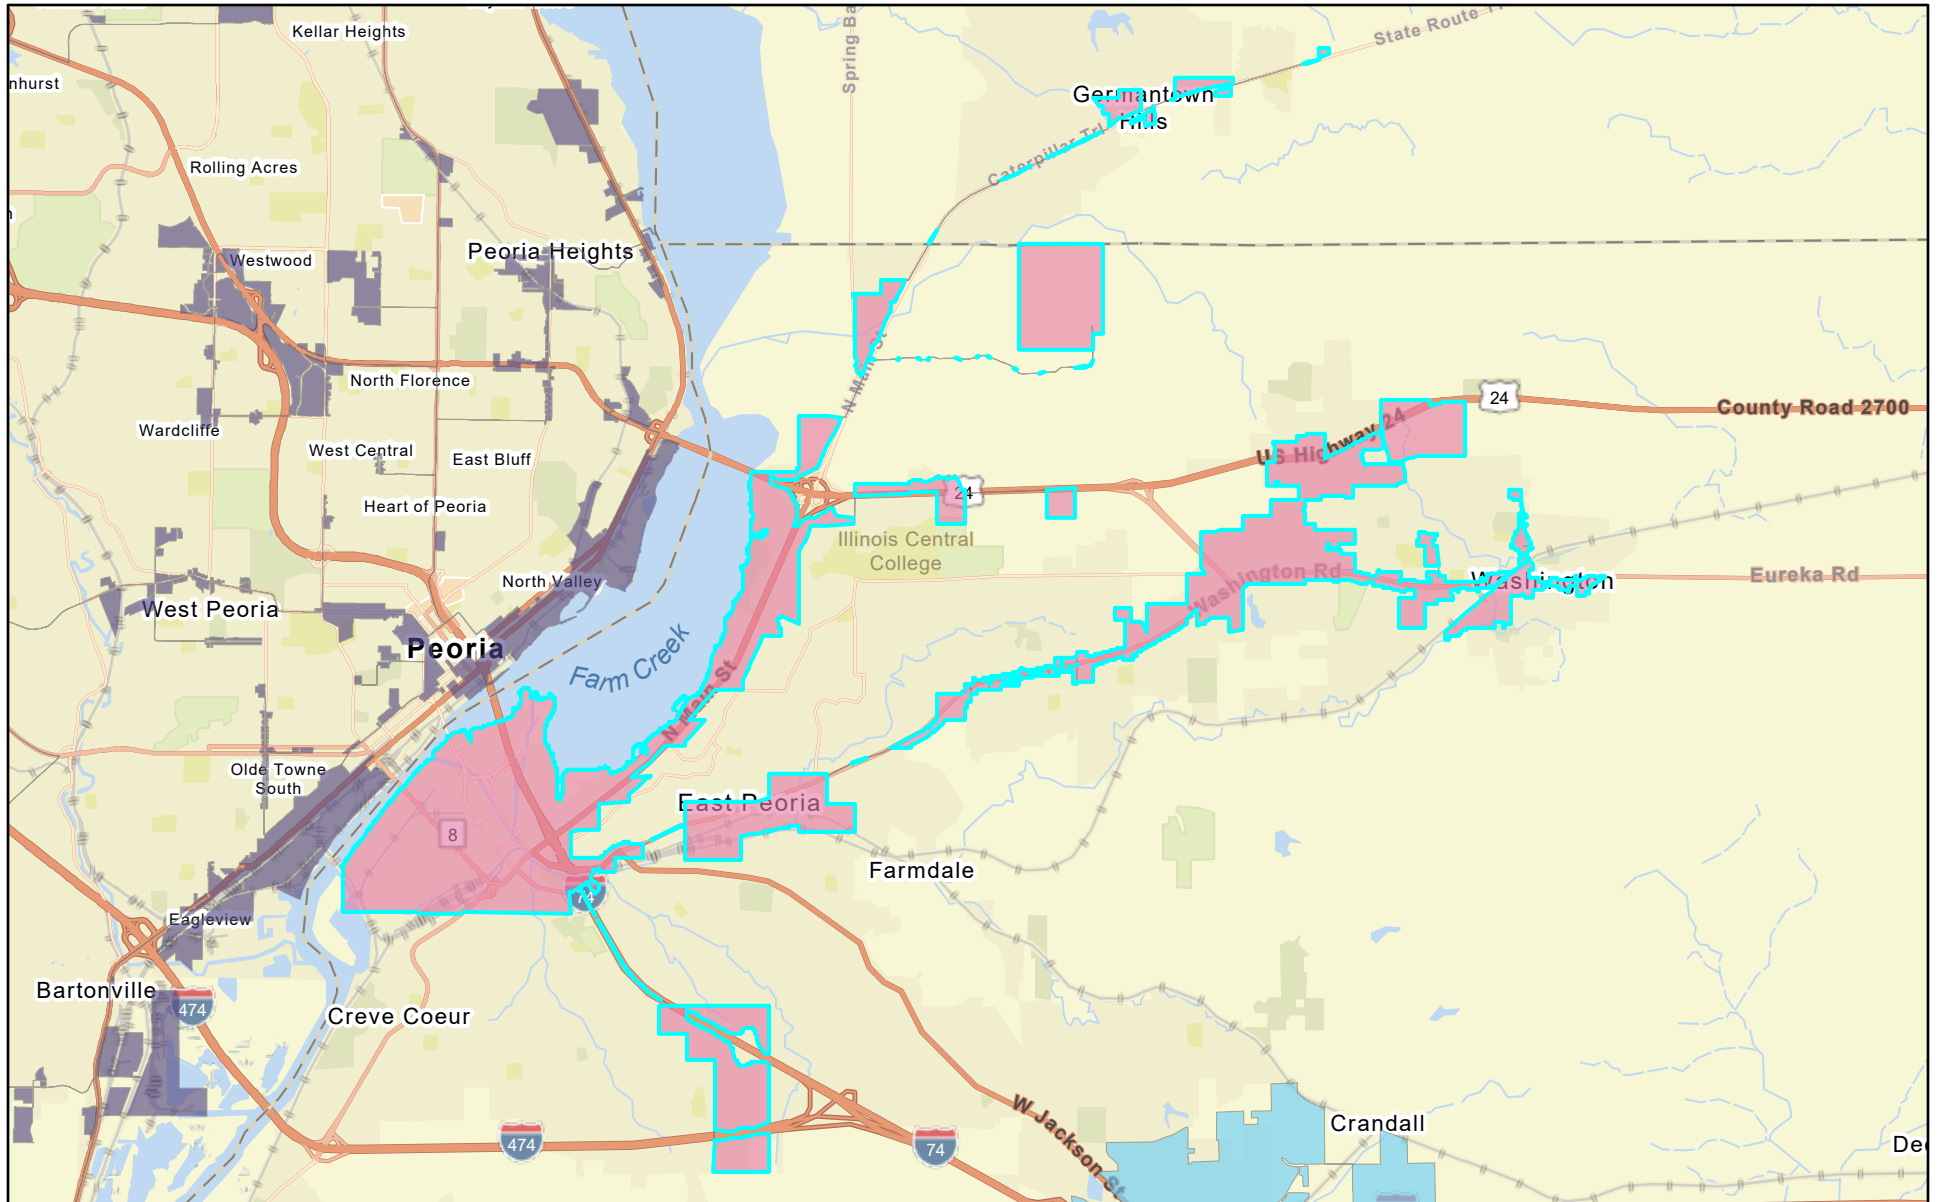 Kellar Heights
nhurst
Spring Ba
State Route
Germantown
Hills
Caterpillar Trl
Rolling Acres
Peoria Heights
Westwood
N Main St
North Florence
24
County Road 2700
US Highway 24
Wardcliffe
West Central
East Bluff
24
Heart of Peoria
Illinois Central
College
North Valley
Washington Rd
Washington
Eureka Rd
West Peoria
Peoria
Farm Creek
N Main St
Olde Towne
South
East Peoria
8
Farmdale
74
Eagleview
Bartonville
474
Creve Coeur
W Jackson St
Crandall
474
74
De